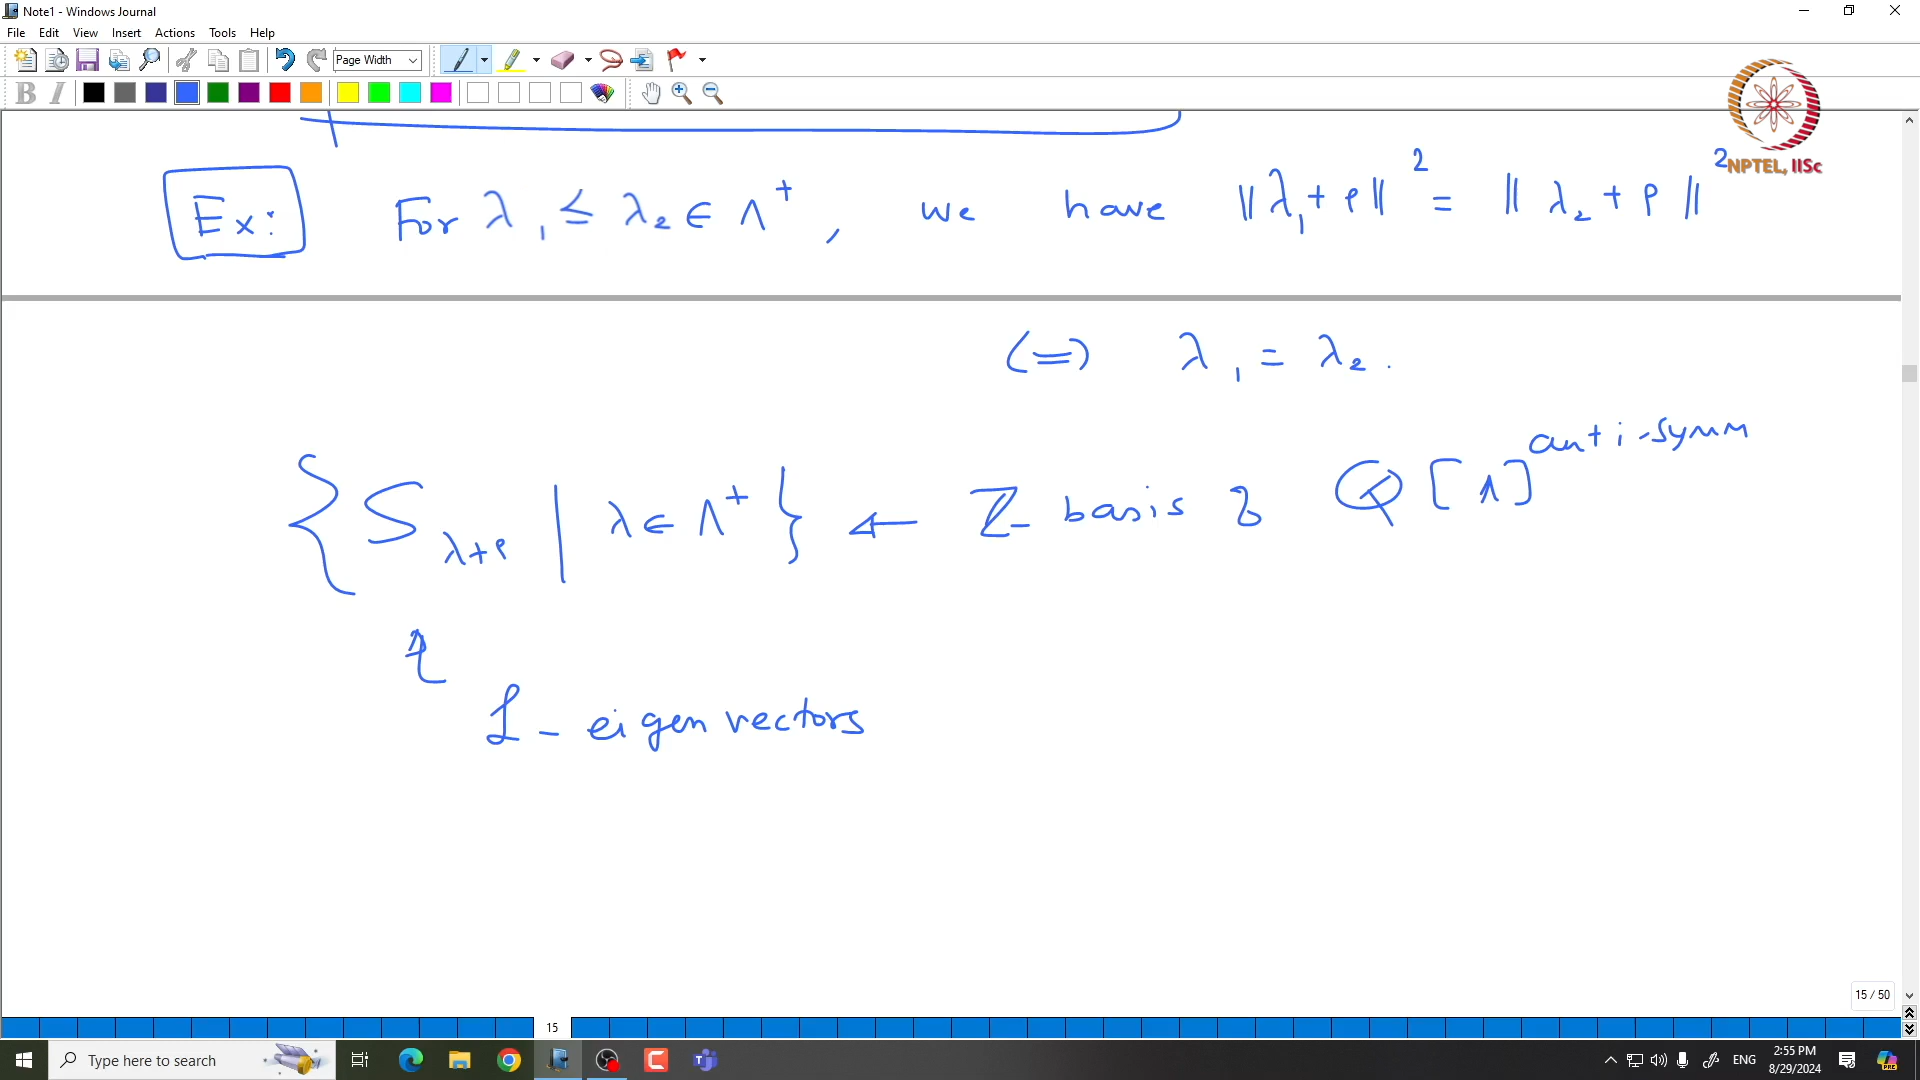 Note1 - Windows Journal
File Edit View Insert Actions Tools Help
Page Width
B I
NPTEL, IISc
Ex: For λ₁ ≤ λ₂ ∈ Λ⁺, we have ||λ₁+ρ||² = ||λ₂+ρ||²
(⟺) λ₁ = λ₂.
{S_{λ+ρ} | λ∈Λ⁺} ← ℤ- basis of ℚ[Λ]^{anti-symm}
L - eigen vectors
15 / 50
15
Type here to search
ENG
2:55 PM
8/29/2024